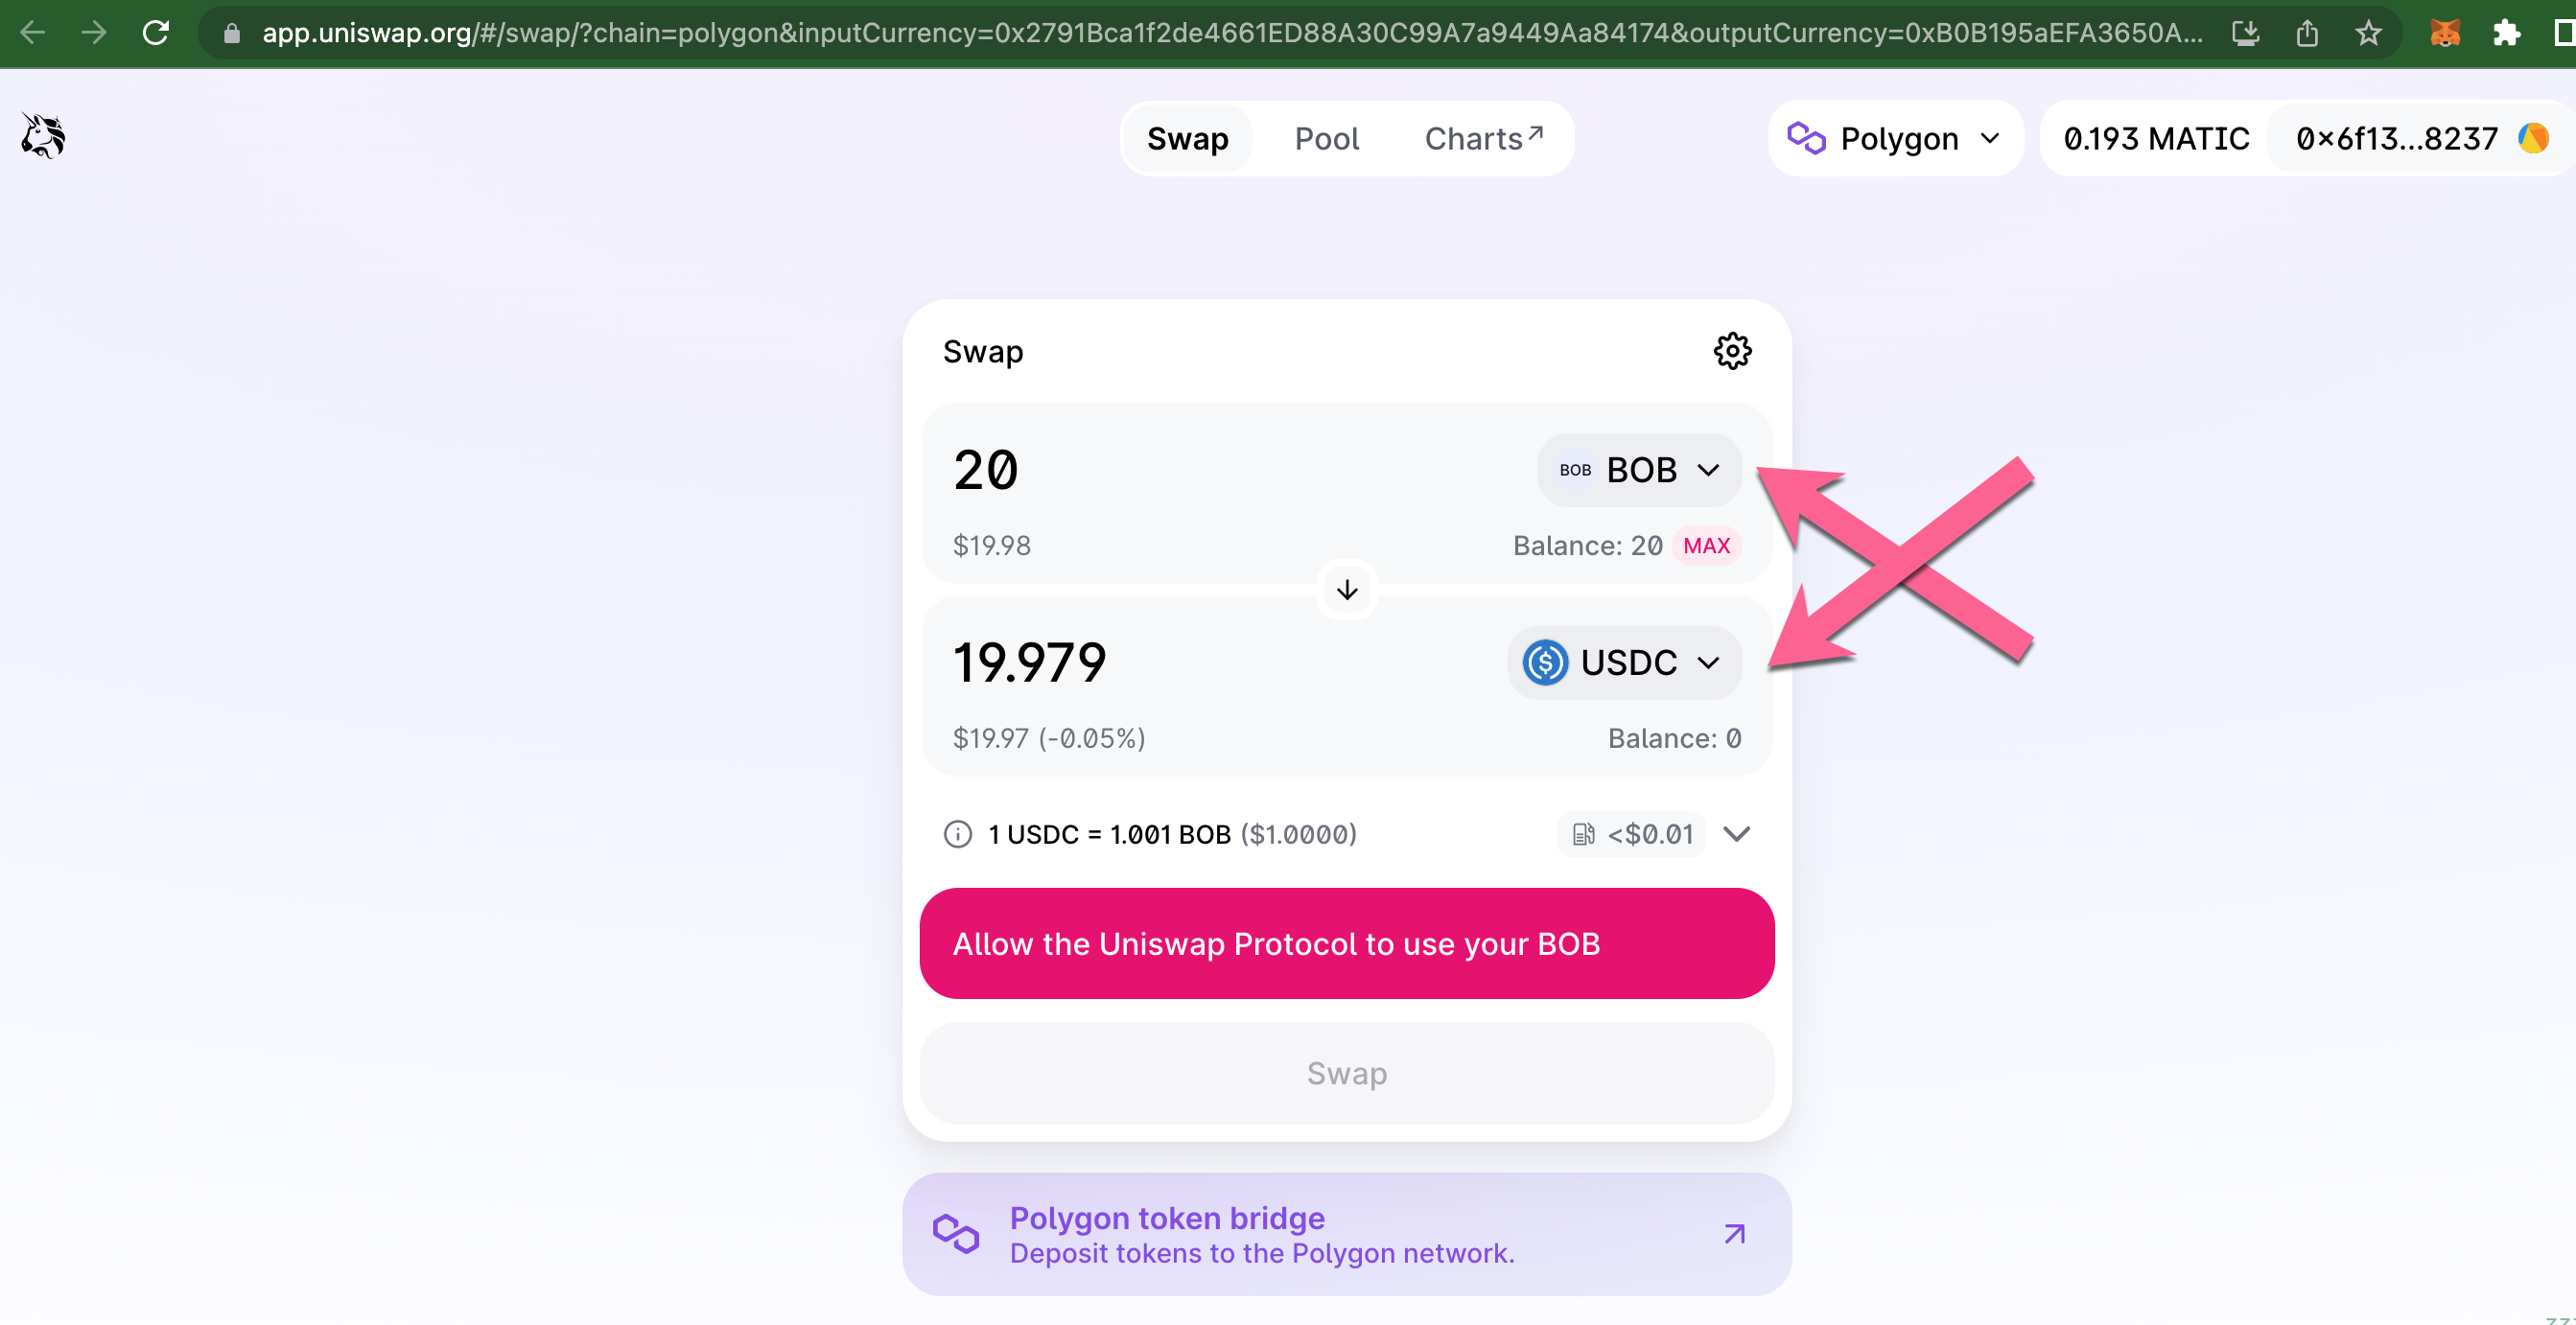 app.uniswap.org/#/swap/?chain=polygon&inputCurrency=0x2791Bca1f2de4661ED88A30C99A7a9449Aa84174&outputCurrency=0xB0B195aEFA3650A...
Swap Pool Charts↗ Polygon 0.193 MATIC 0x6f13...8237
Swap
20 BOB BOB
$19.98 Balance: 20 MAX
19.979 USDC
$19.97 (-0.05%) Balance: 0
1 USDC = 1.001 BOB ($1.0000) <$0.01
Allow the Uniswap Protocol to use your BOB
Swap
Polygon token bridge
Deposit tokens to the Polygon network.